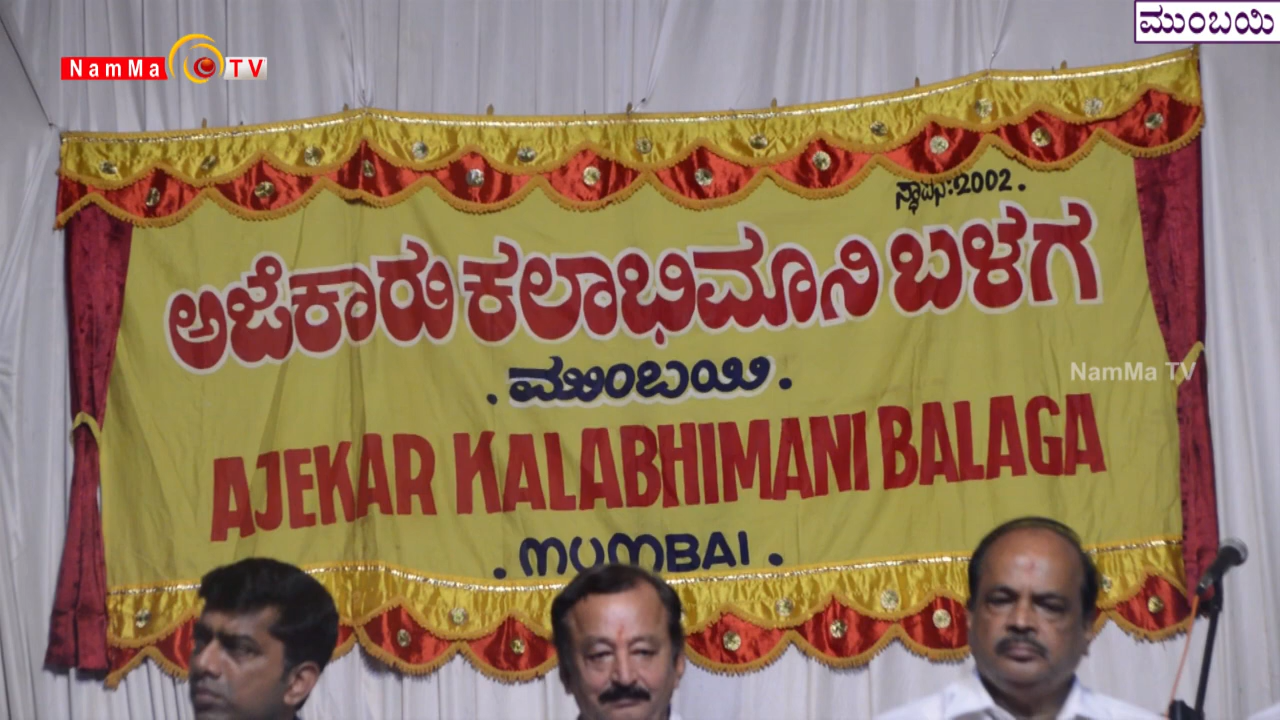 NamMa TV
ಮುಂಬಯಿ
ಸ್ಥಾಪನೆ:2002.
ಅಜೆಕಾರು ಕಲಾಭಿಮಾನಿ ಬಳಗ
.ಮುಂಬಯಿ.
NamMa TV
AJEKAR KALABHIMANI BALAGA
.MUMBAI.